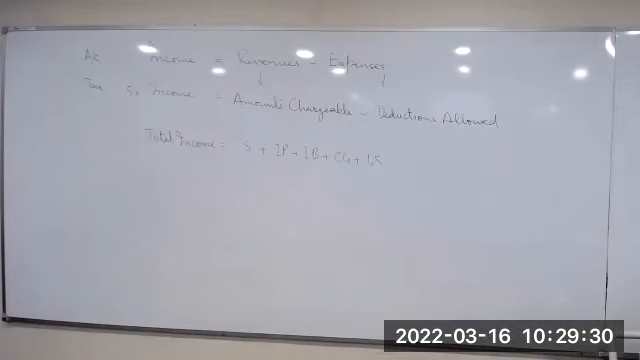 A/c Income = Revenues - Expenses
Tax S. Income = Amounts Chargeable - Deductions Allowed
Total Income = S + IP + IB + CG + I.S
2022-03-16 10:29:30